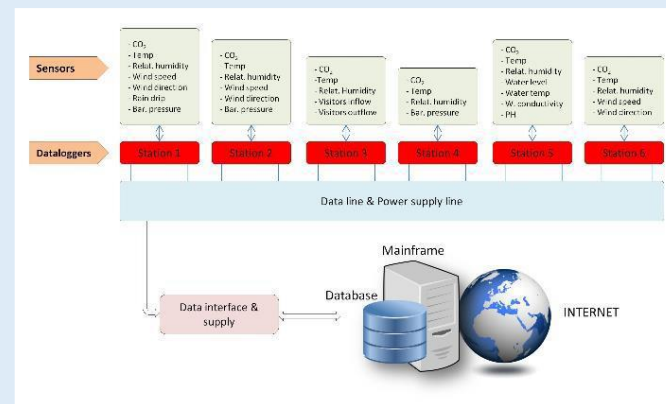 Sensors
- CO₂
- Temp
- Relat. humidity
- Wind speed
- Wind direction
- Rain drip
- Bar. pressure
- CO₂
- Temp
- Relat. humidity
- Wind speed
- Wind direction
- Bar. pressure
- CO₂
- Temp
- Relat. Humidity
- Visitors inflow
- Visitors outflow
- CO₂
- Temp
- Relat. humidity
- Bar. pressure
- CO₂
- Temp
- Relat. humidity
- Water level
- Water temp
- W. conductivity
- PH
- CO₂
- Temp
- Relat. humidity
- Wind speed
- Wind direction
Dataloggers
Station 1
Station 2
Station 3
Station 4
Station 5
Station 6
Data line & Power supply line
Mainframe
Database
Data interface &
supply
INTERNET